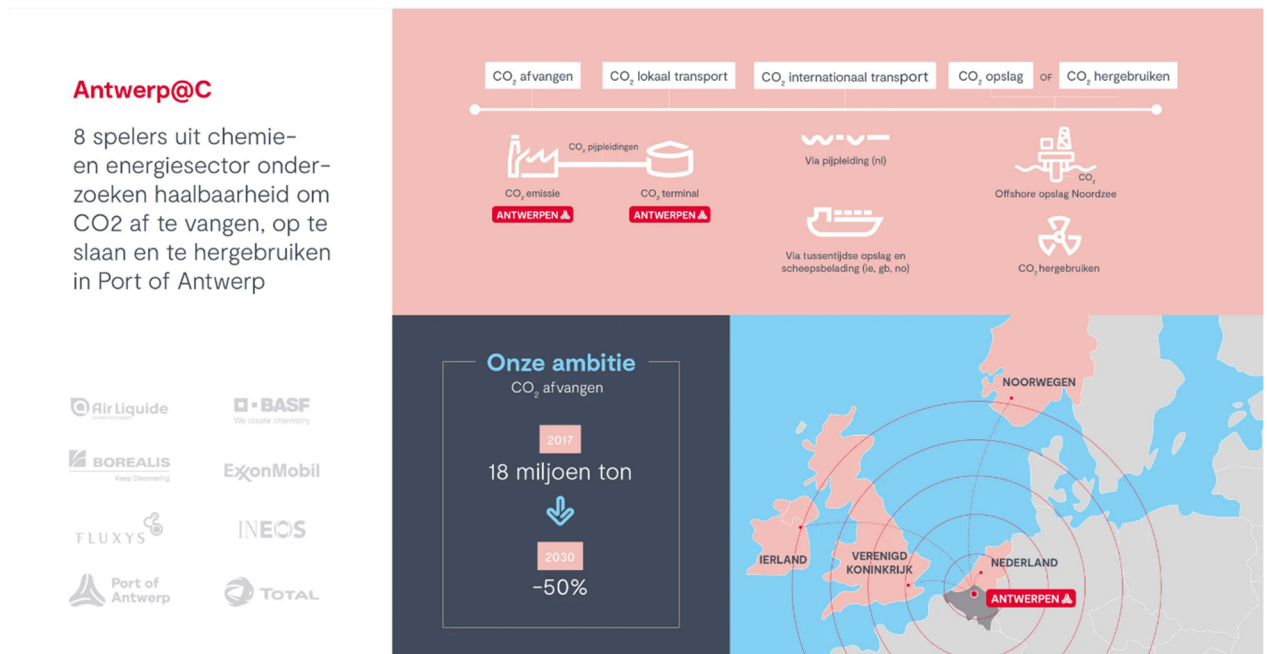 Antwerp@C
8 spelers uit chemie-
en energiesector onder-
zoeken haalbaarheid om
CO2 af te vangen, op te
slaan en te hergebruiken
in Port of Antwerp
Air Liquide
BASF
We create chemistry
BOREALIS
Keep Discovering
ExxonMobil
FLUXYS
INEOS
Port of
Antwerp
TOTAL
CO₂ afvangen
CO₂ lokaal transport
CO₂ internationaal transport
CO₂ opslag
OF
CO₂ hergebruiken
CO₂ pijpleidingen
CO₂ emissie
ANTWERPEN
CO₂ terminal
ANTWERPEN
Via pijpleiding (nl)
Via tussentijdse opslag en
scheepsbelading (ie, gb, no)
CO₂
Offshore opslag Noordzee
CO₂ hergebruiken
Onze ambitie
CO₂ afvangen
2017
18 miljoen ton
2030
-50%
NOORWEGEN
IERLAND
VERENIGD
KONINKRIJK
NEDERLAND
ANTWERPEN